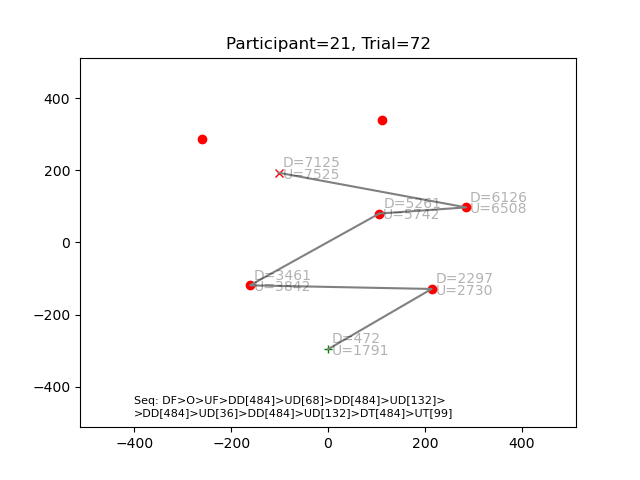 Participant=21, Trial=72
400
200
0
−200
−400
D=7125
U=7525
D=5261
U=5742
D=6126
U=6508
D=3461
U=3842
D=2297
U=2730
D=472
U=1791
Seq: DF>O>UF>DD[484]>UD[68]>DD[484]>UD[132]>
>DD[484]>UD[36]>DD[484]>UD[132]>DT[484]>UT[99]
−400
−200
0
200
400